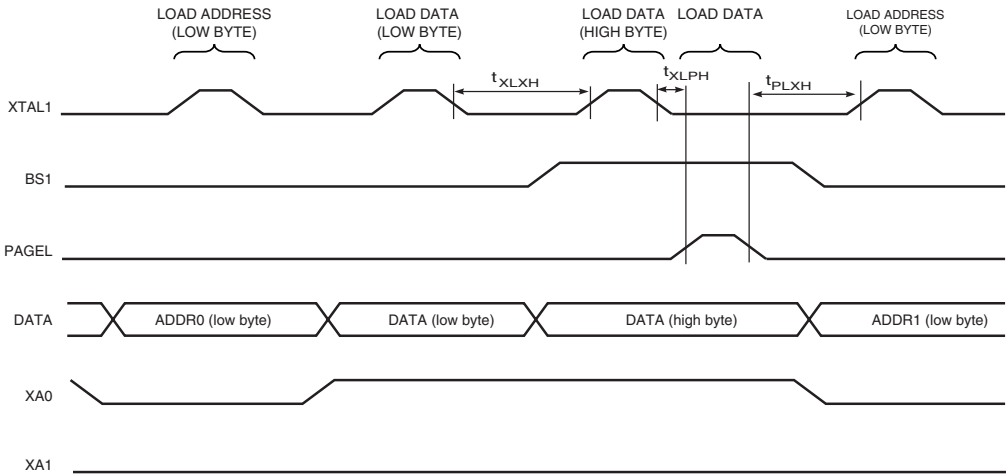 LOAD ADDRESS
(LOW BYTE)
LOAD DATA
(LOW BYTE)
LOAD DATA
(HIGH BYTE)
LOAD DATA
LOAD ADDRESS
(LOW BYTE)
tXLXH
tXLPH
tPLXH
XTAL1
BS1
PAGEL
DATA
ADDR0 (low byte)
DATA (low byte)
DATA (high byte)
ADDR1 (low byte)
XA0
XA1